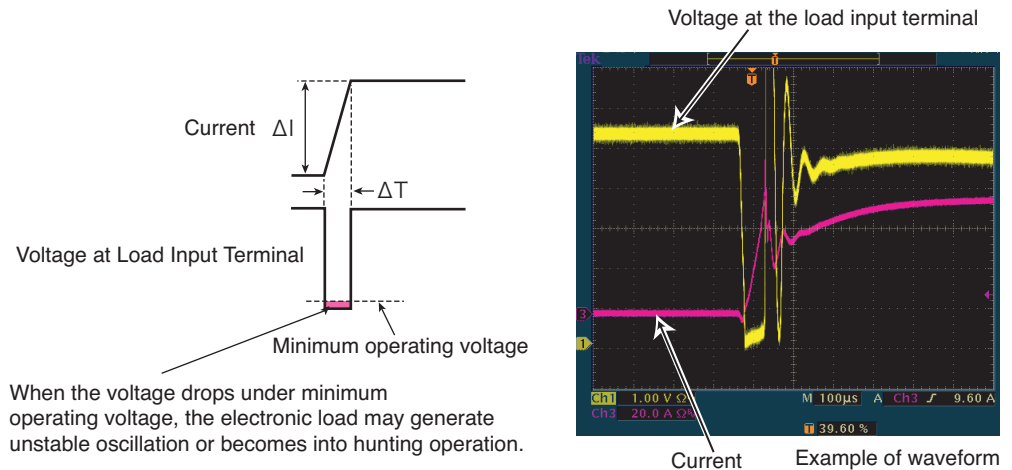 Voltage at the load input terminal
Current ΔI
ΔT
Voltage at Load Input Terminal
Minimum operating voltage
When the voltage drops under minimum
operating voltage, the electronic load may generate
unstable oscillation or becomes into hunting operation.
Tek
T
T
3
1
Ch1 1.00 V Ω M 100µs A Ch3 9.60 A
Ch3 20.0 A Ω
T 39.60 %
Current
Example of waveform